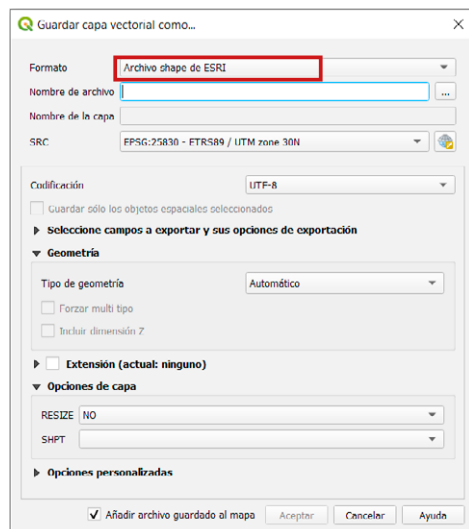 Guardar capa vectorial como...
Formato Archivo shape de ESRI
Nombre de archivo ...
Nombre de la capa
SRC EPSG:25830 - ETRS89 / UTM zone 30N
Codificación UTF-8
Guardar sólo los objetos espaciales seleccionados
Seleccione campos a exportar y sus opciones de exportación
Geometría
Tipo de geometría Automático
Forzar multi tipo
Incluir dimensión Z
Extensión (actual: ninguno)
Opciones de capa
RESIZE NO
SHPT
Opciones personalizadas
Añadir archivo guardado al mapa Aceptar Cancelar Ayuda